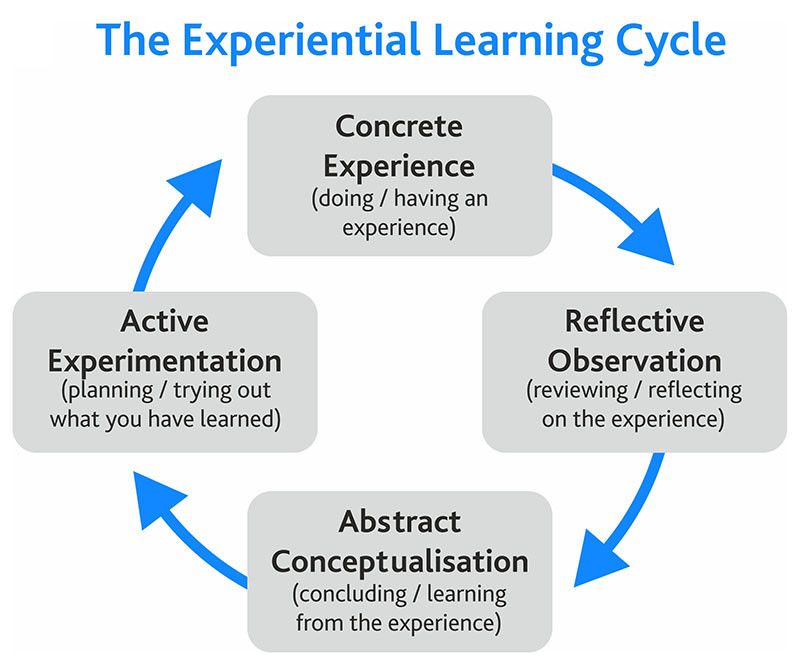 The Experiential Learning Cycle
Concrete
Experience
(doing / having an
experience)
Active
Experimentation
(planning / trying out
what you have learned)
Reflective
Observation
(reviewing / reflecting
on the experience)
Abstract
Conceptualisation
(concluding / learning
from the experience)